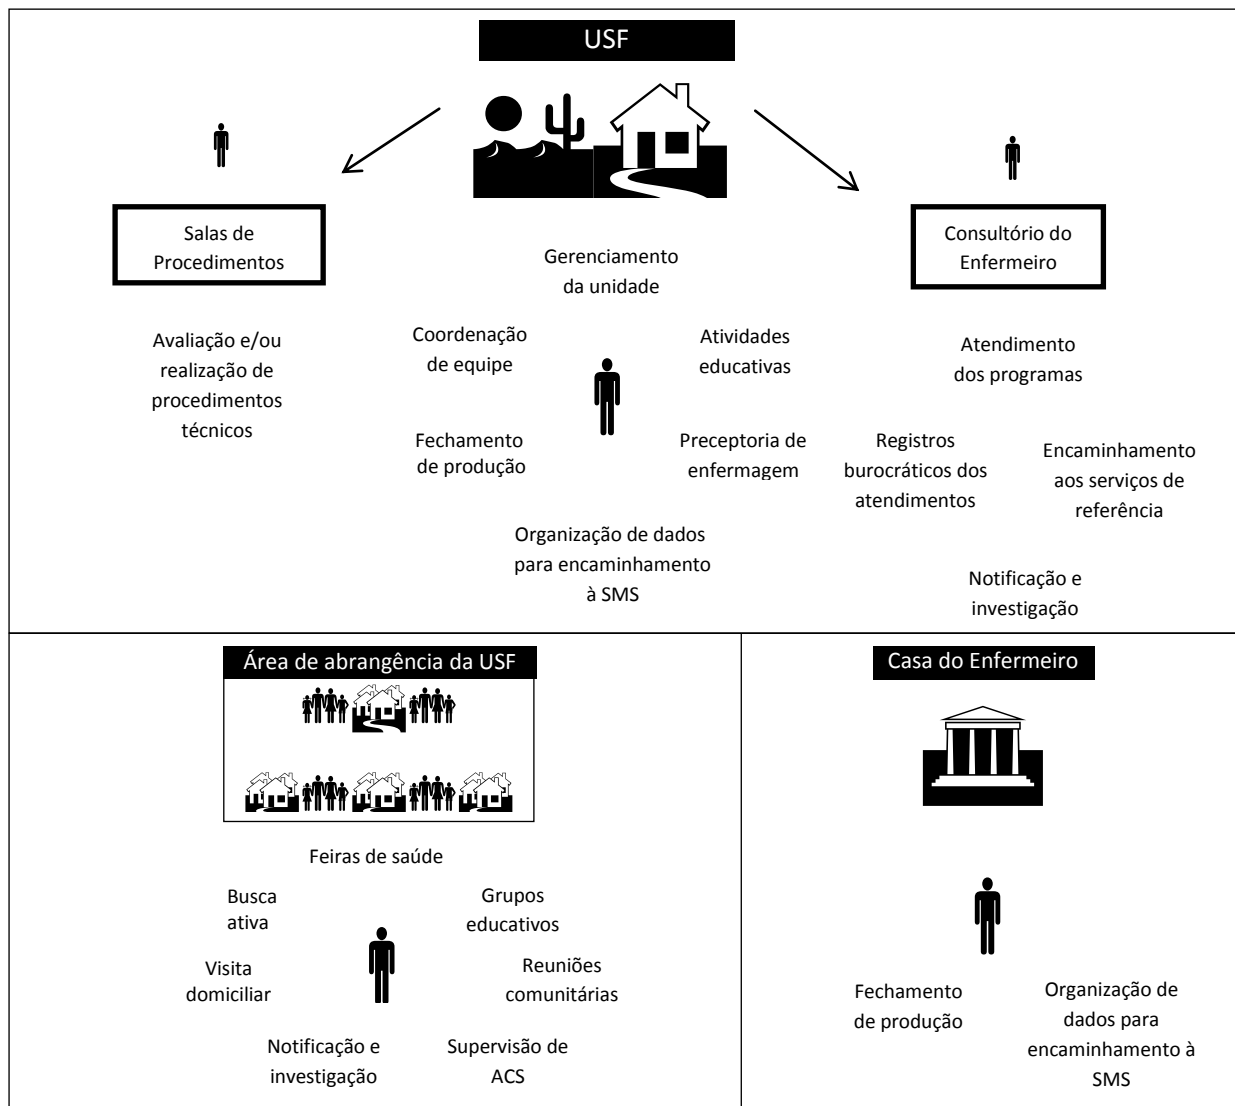 USF
Salas de
Procedimentos
Consultório do
Enfermeiro
Gerenciamento
da unidade
Avaliação e/ou
realização de
procedimentos
técnicos
Coordenação
de equipe
Atividades
educativas
Atendimento
dos programas
Fechamento
de produção
Preceptoria de
enfermagem
Registros
burocráticos dos
atendimentos
Encaminhamento
aos serviços de
referência
Organização de dados
para encaminhamento
à SMS
Notificação e
investigação
Área de abrangência da USF
Feiras de saúde
Busca
ativa
Grupos
educativos
Visita
domiciliar
Reuniões
comunitárias
Notificação e
investigação
Supervisão de
ACS
Casa do Enfermeiro
Fechamento
de produção
Organização de
dados para
encaminhamento à
SMS